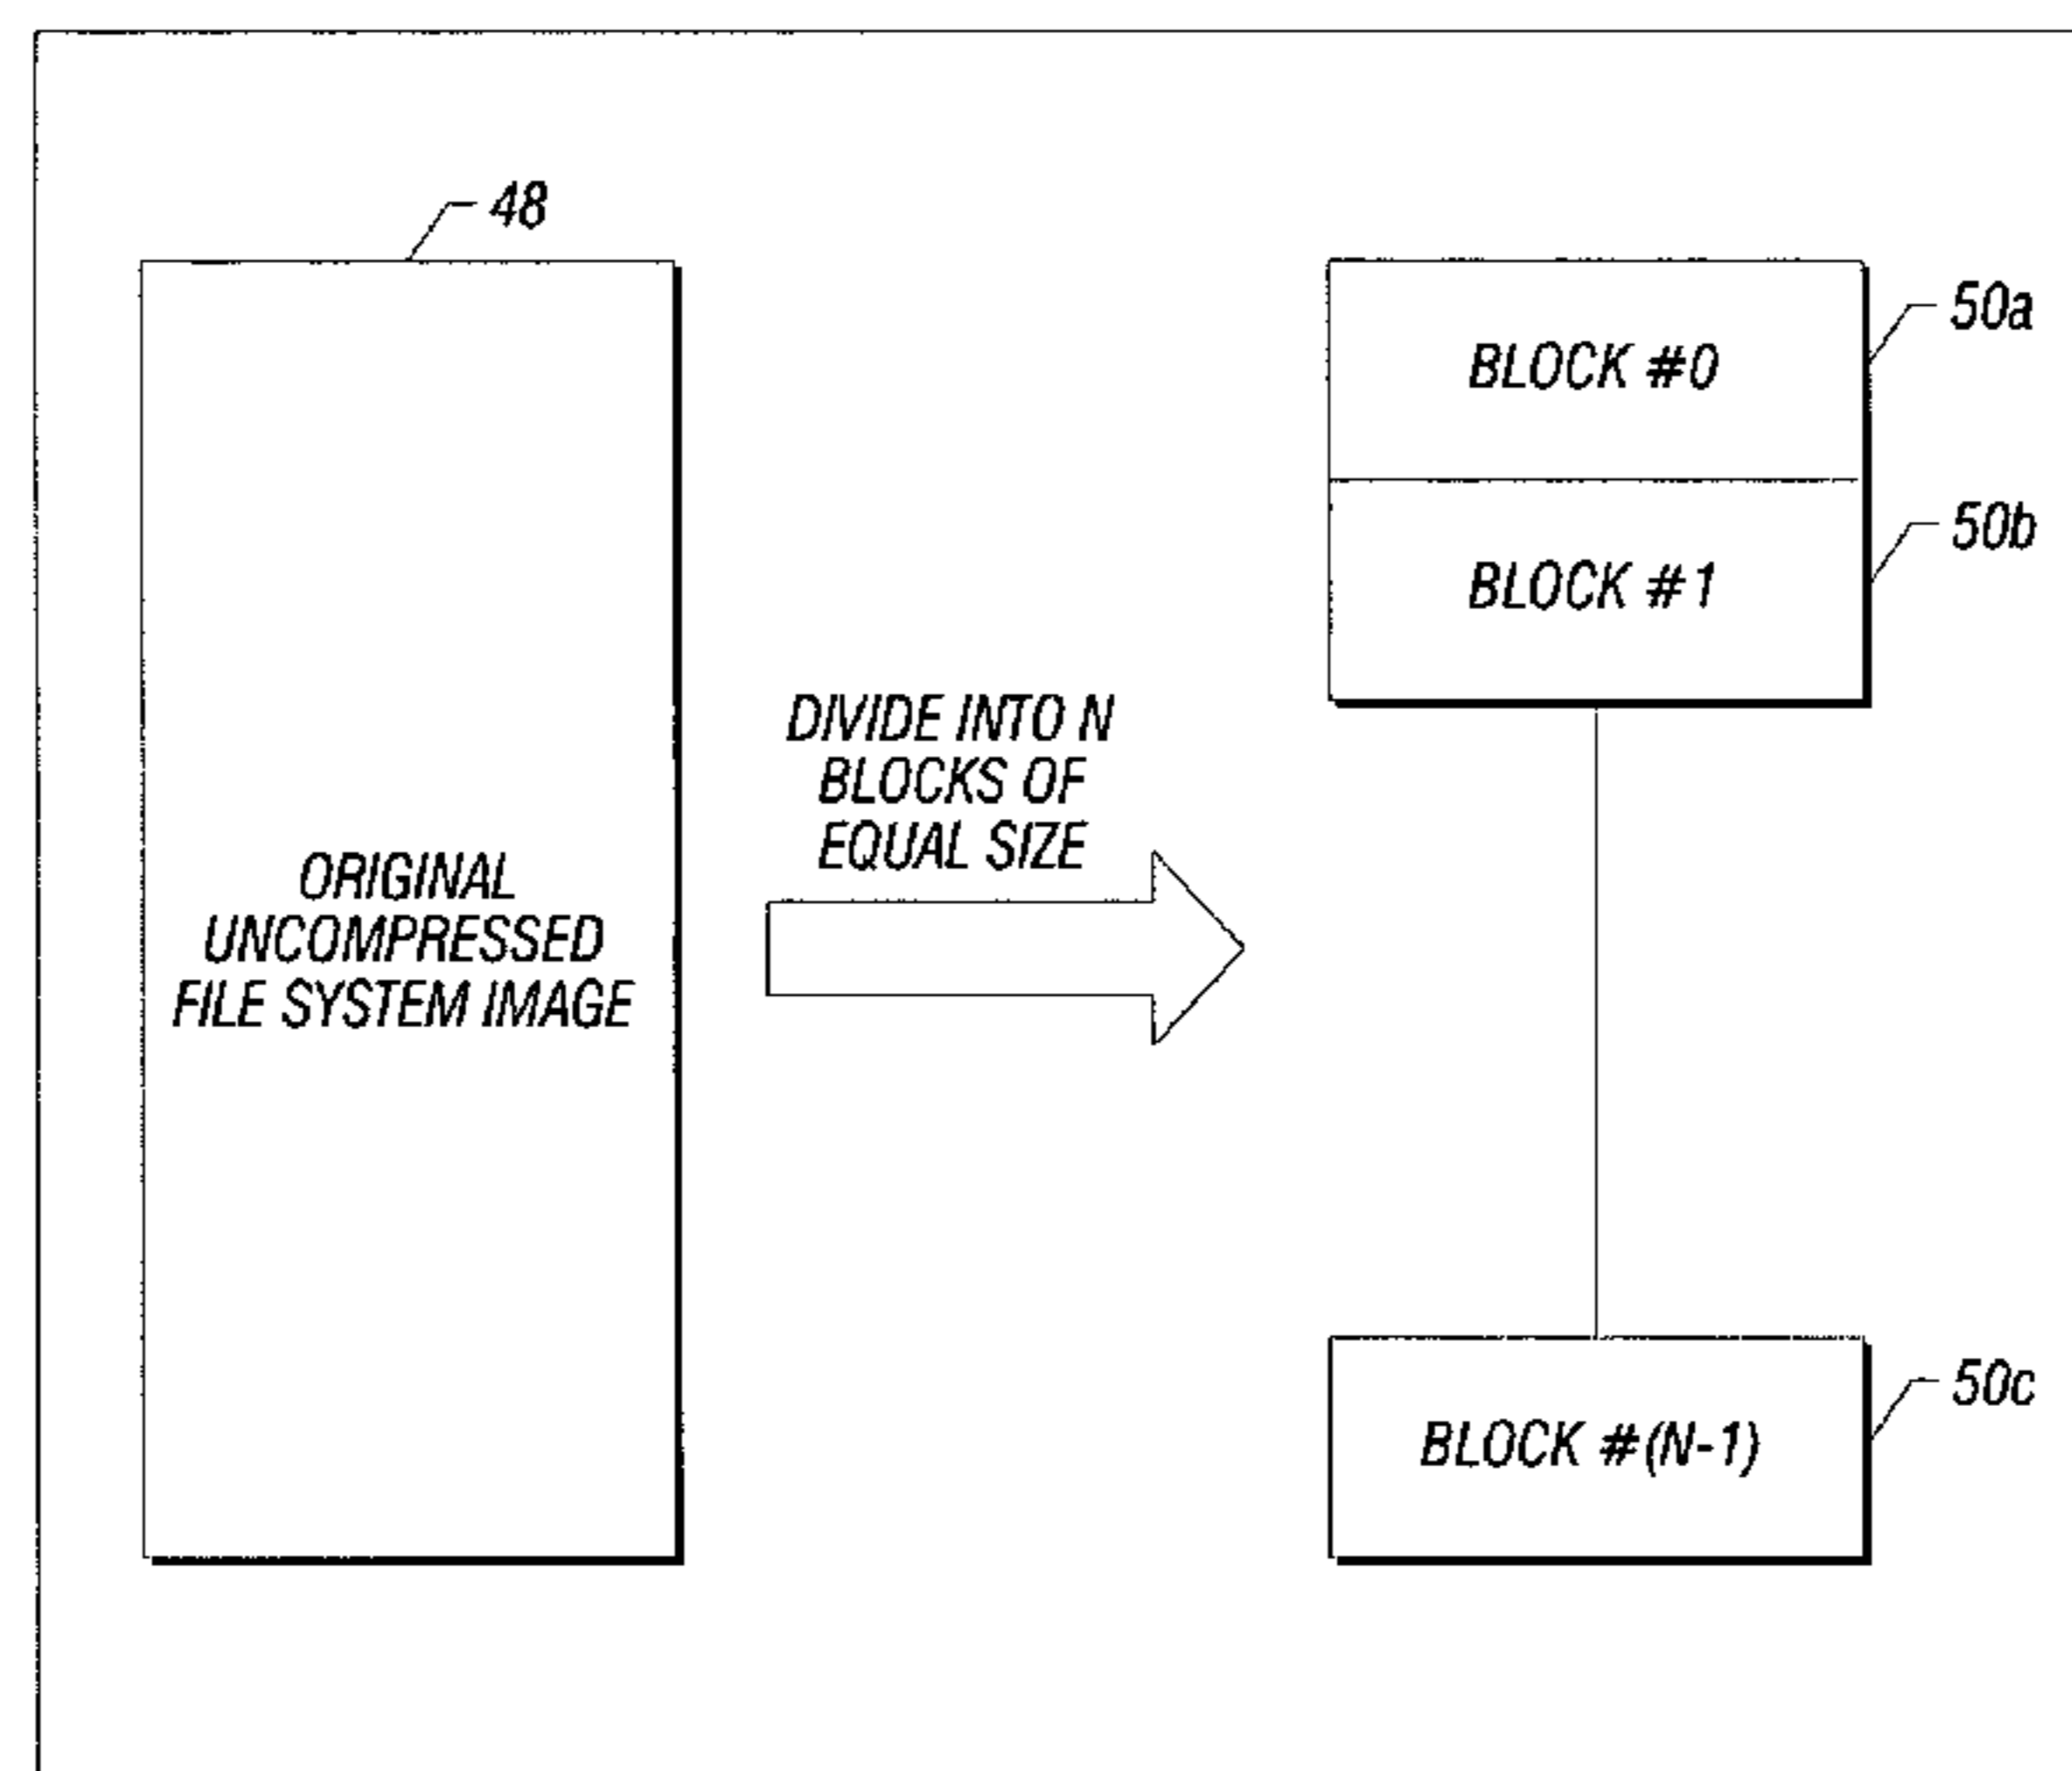 48
ORIGINAL
UNCOMPRESSED
FILE SYSTEM IMAGE
DIVIDE INTO N
BLOCKS OF
EQUAL SIZE
50a
BLOCK #0
50b
BLOCK #1
50c
BLOCK #(N-1)